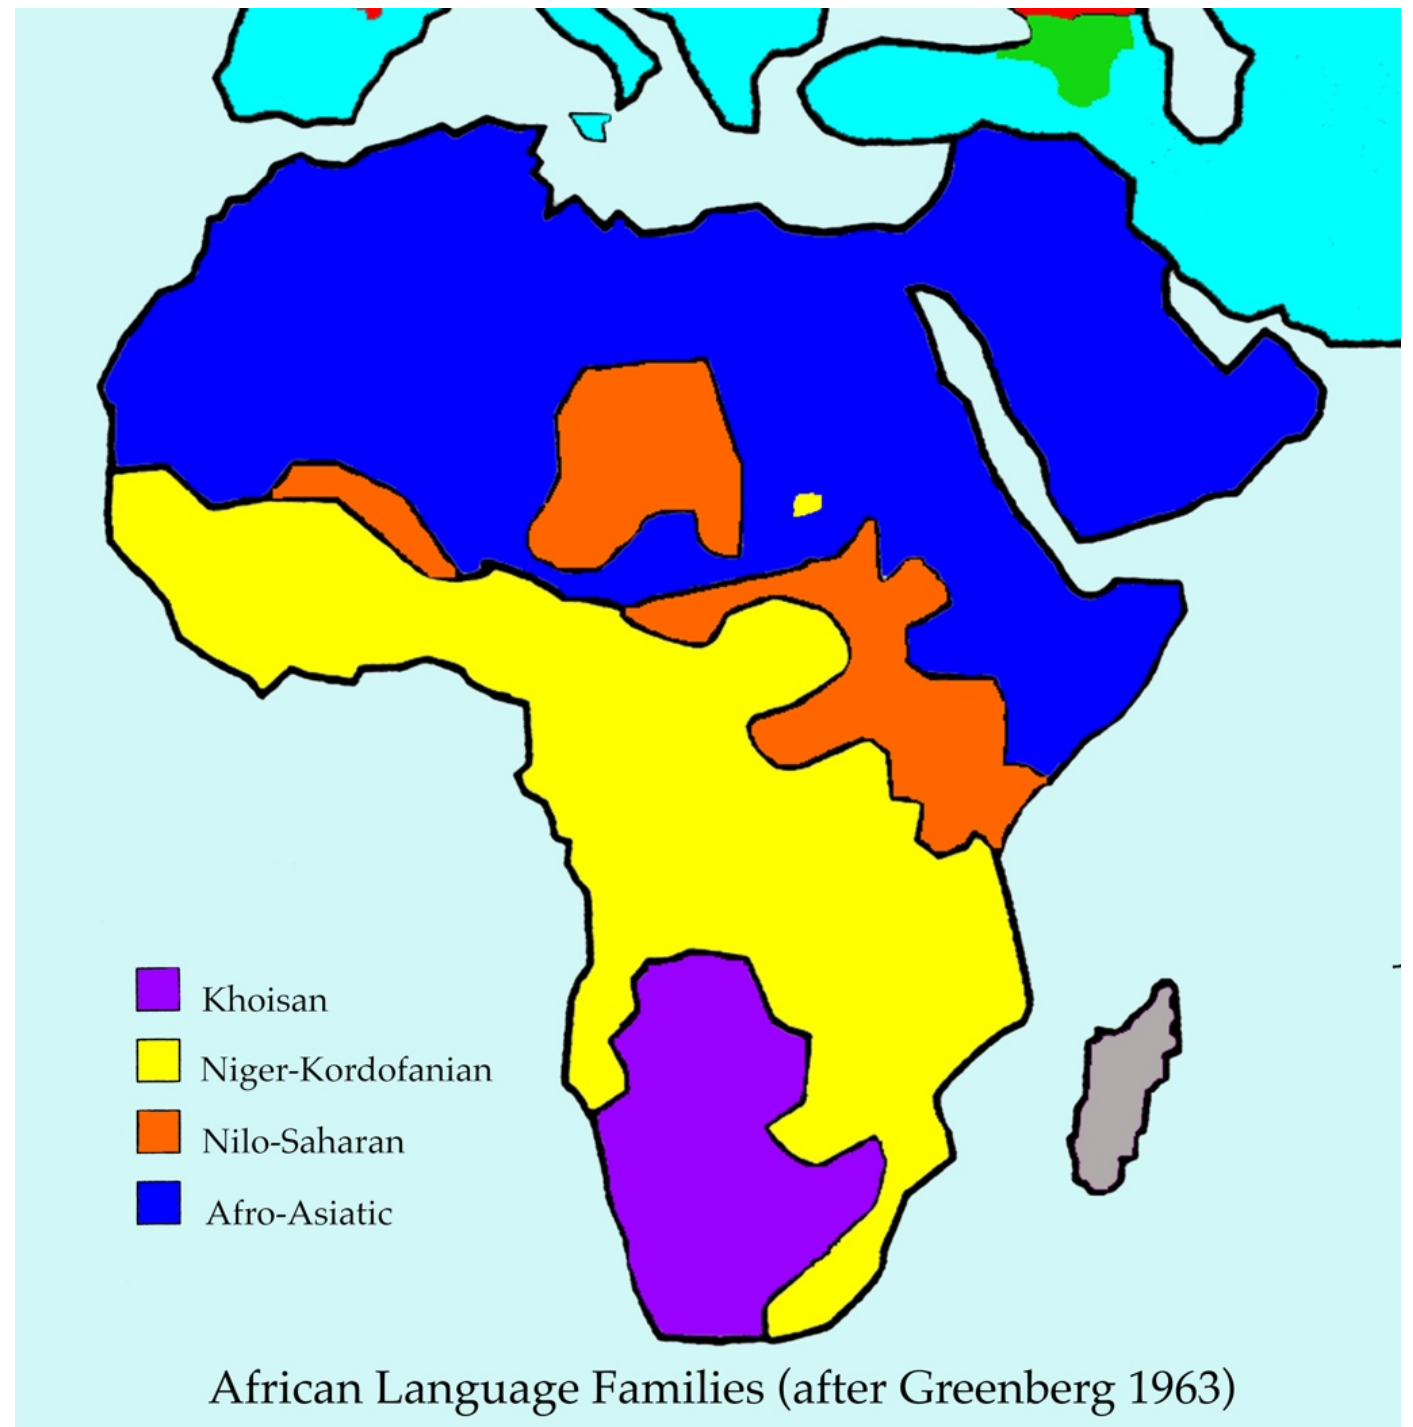 Khoisan
Niger-Kordofanian
Nilo-Saharan
Afro-Asiatic
African Language Families (after Greenberg 1963)